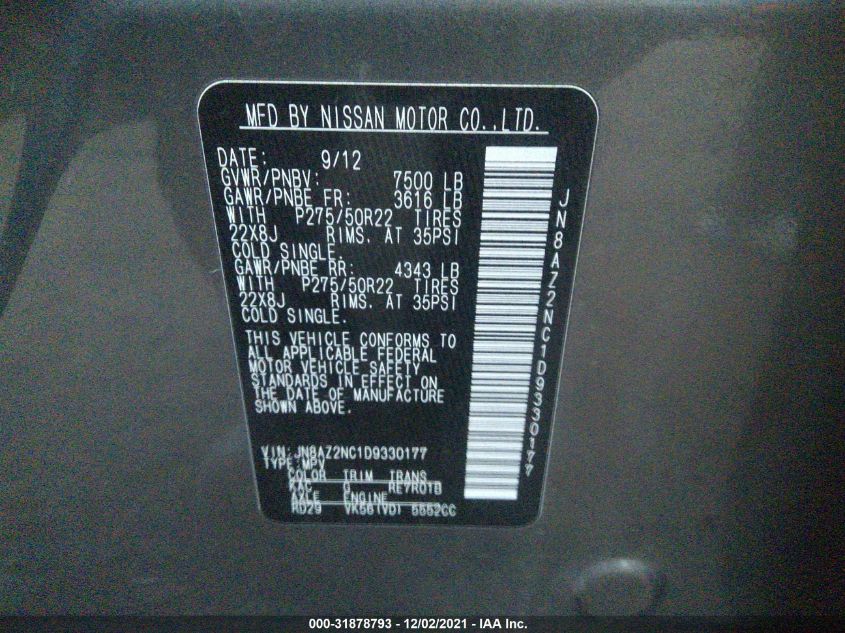 MFD BY NISSAN MOTOR CO.,LTD.
DATE: 9/12
GVWR/PNBV: 7500 LB
GAWR/PNBE FR: 3616 LB
WITH P275/50R22 TIRES
22X8J RIMS. AT 35PSI
COLD SINGLE.
GAWR/PNBE RR: 4343 LB
WITH P275/50R22 TIRES
22X8J RIMS. AT 35PSI
COLD SINGLE.
THIS VEHICLE CONFORMS TO
ALL APPLICABLE FEDERAL
MOTOR VEHICLE SAFETY
STANDARDS IN EFFECT ON
THE DATE OF MANUFACTURE
SHOWN ABOVE.
VIN:JN8AZ2NC1D9330177
TYPE:MPV
COLOR TRIM TRANS
G RE7R01B
AXLE ENGINE
RD29 VK56(VD) 5552CC
JN8AZ2NC1D9330177
000-31878793 - 12/02/2021 - IAA Inc.